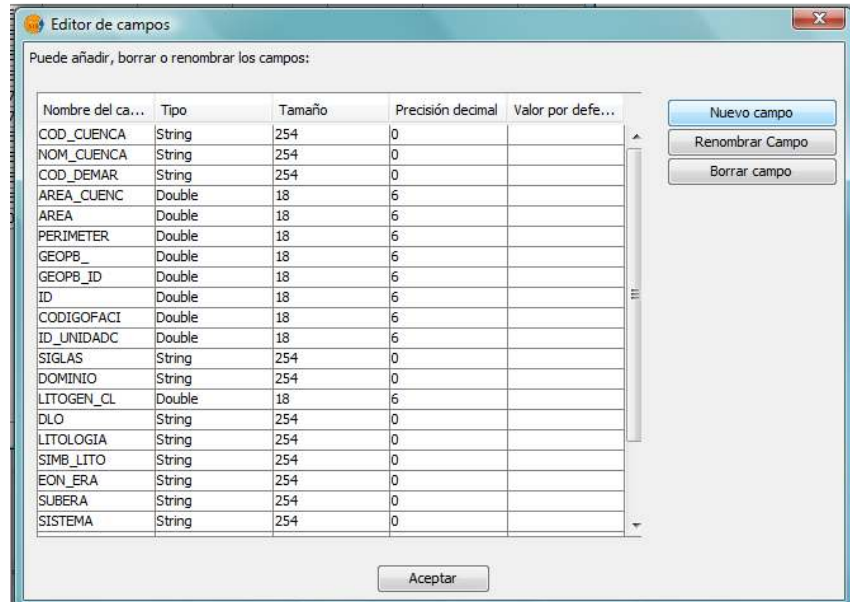 Editor de campos
Puede añadir, borrar o renombrar los campos:
Nombre del ca... Tipo Tamaño Precisión decimal Valor por defe...
COD_CUENCA String 254 0
NOM_CUENCA String 254 0
COD_DEMAR String 254 0
AREA_CUENC Double 18 6
AREA Double 18 6
PERIMETER Double 18 6
GEOPB_ Double 18 6
GEOPB_ID Double 18 6
ID Double 18 6
CODIGOFACI Double 18 6
ID_UNIDADC Double 18 6
SIGLAS String 254 0
DOMINIO String 254 0
LITOGEN_CL Double 18 6
DLO String 254 0
LITOLOGIA String 254 0
SIMB_LITO String 254 0
EON_ERA String 254 0
SUBERA String 254 0
SISTEMA String 254 0
Nuevo campo
Renombrar Campo
Borrar campo
Aceptar